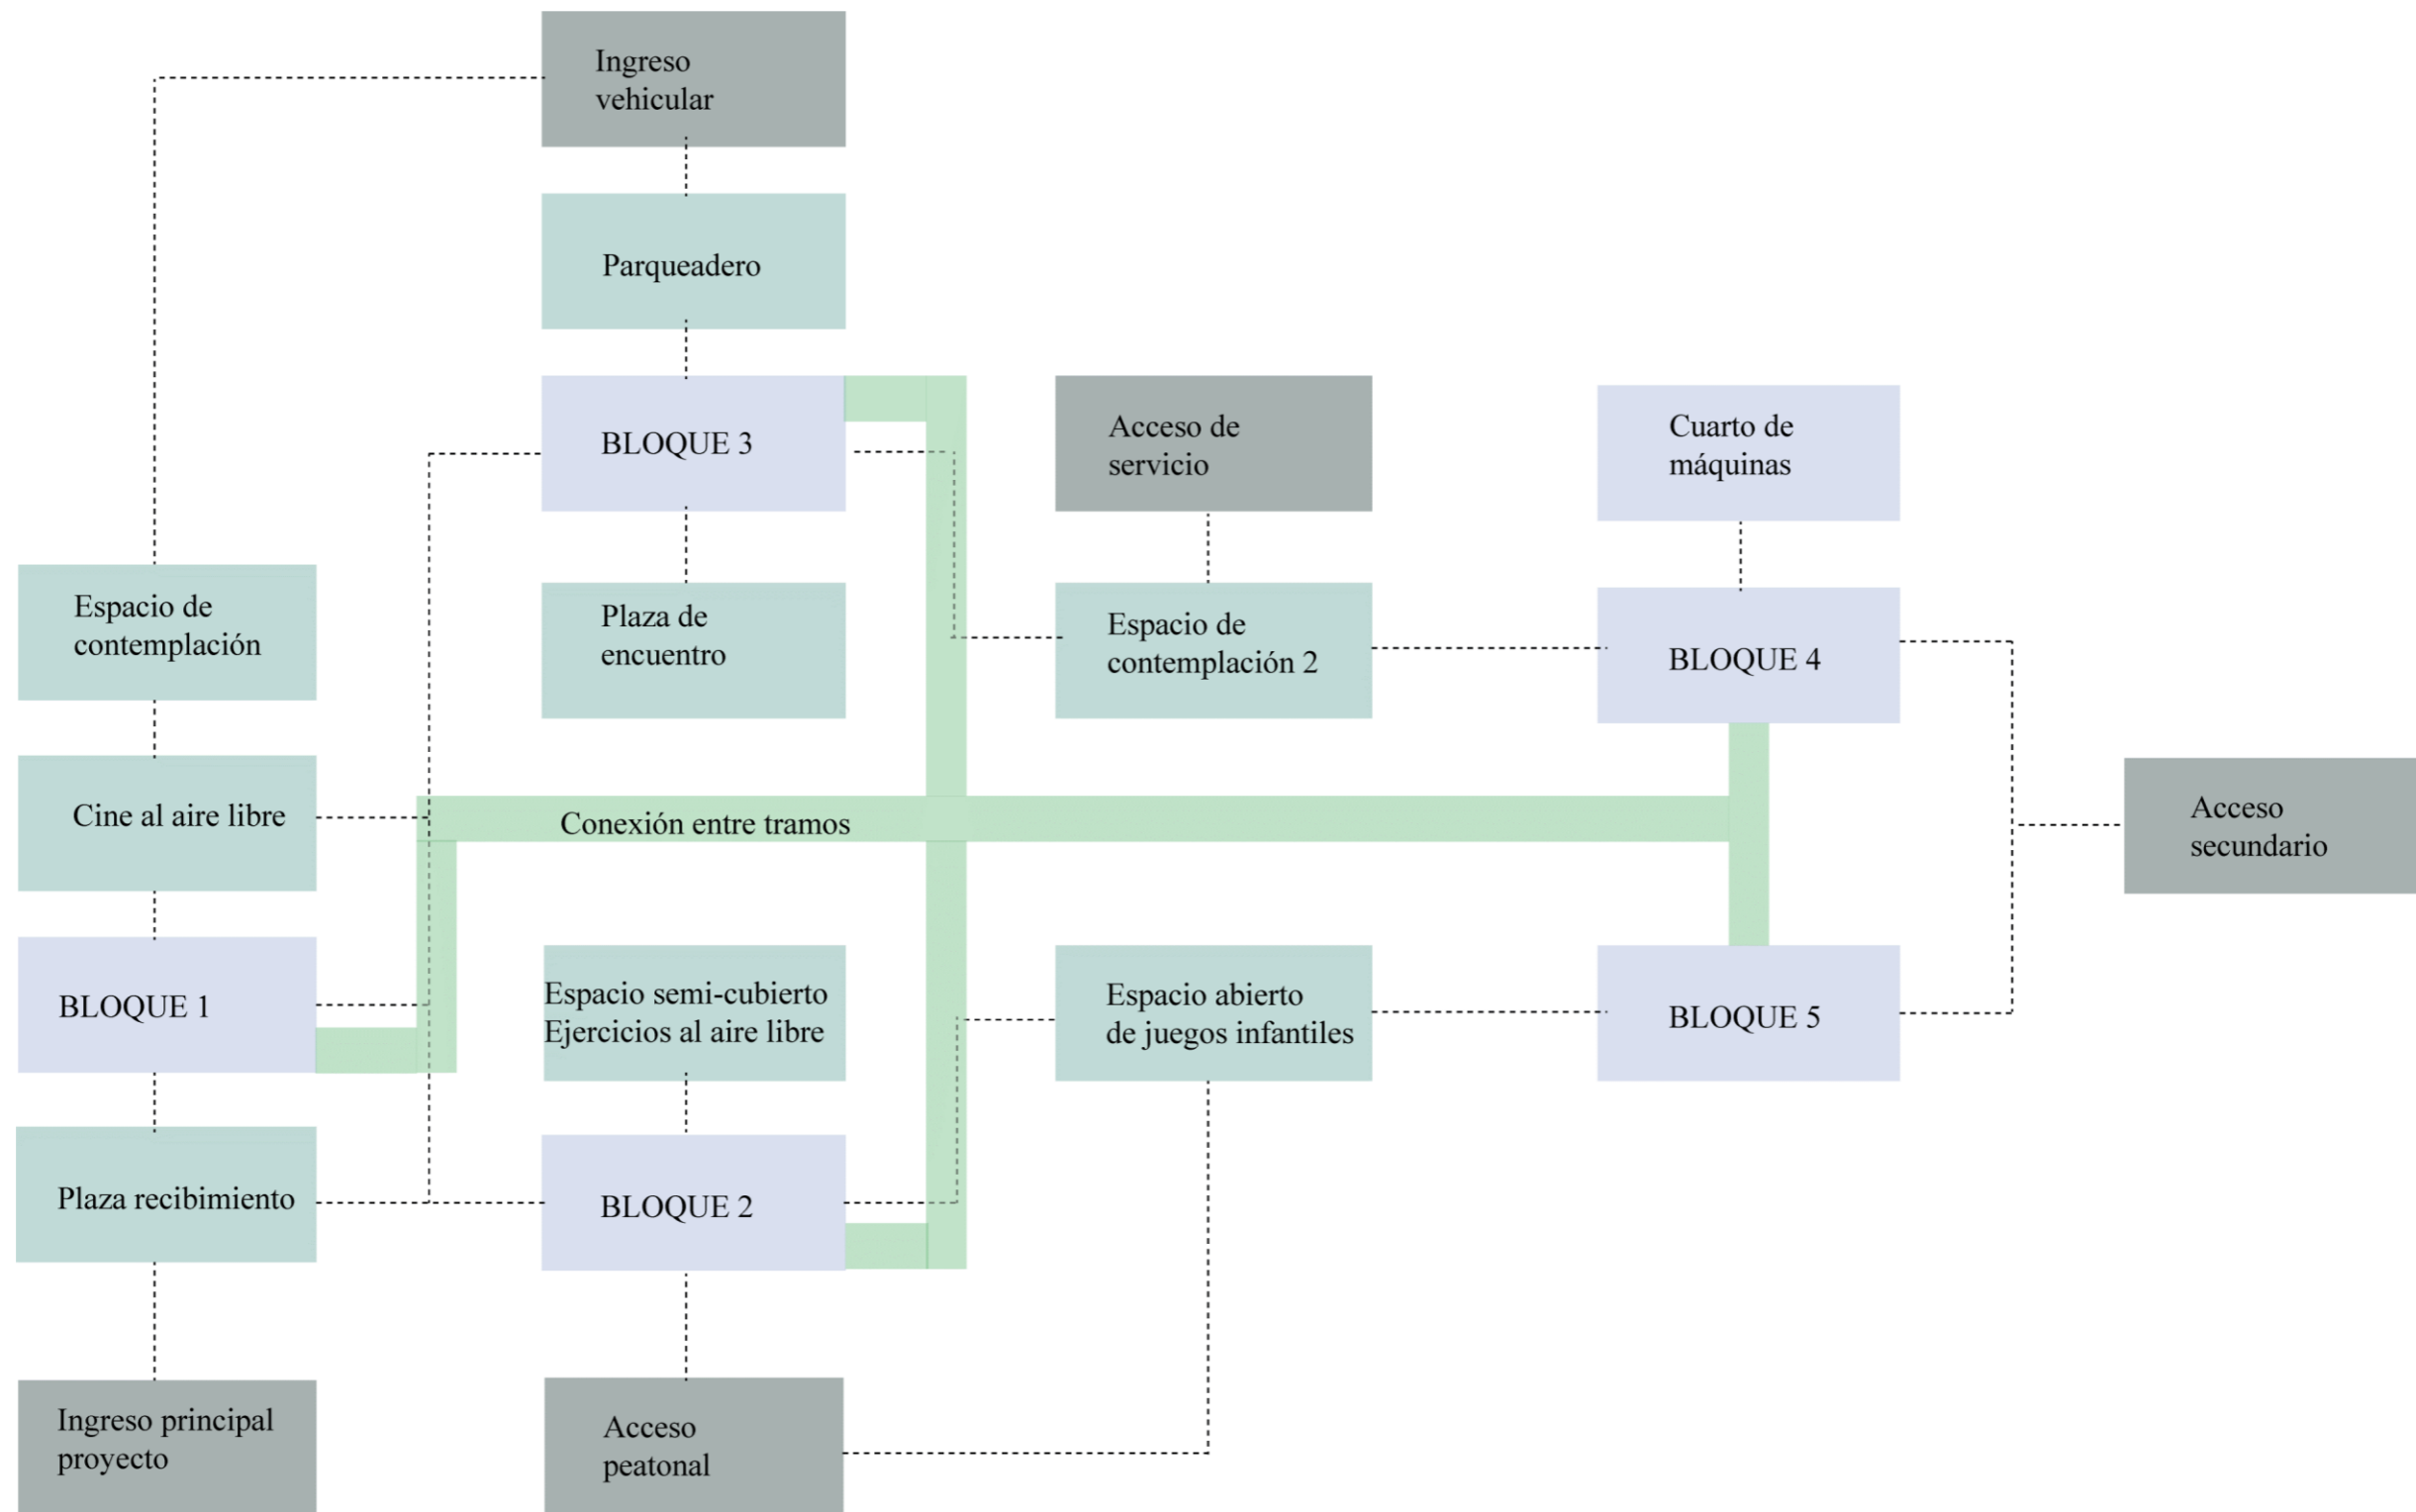 Ingreso
vehicular
Parqueadero
BLOQUE 3
Acceso de
servicio
Cuarto de
máquinas
Espacio de
contemplación
Plaza de
encuentro
Espacio de
contemplación 2
BLOQUE 4
Cine al aire libre
Conexión entre tramos
Acceso
secundario
BLOQUE 1
Espacio semi-cubierto
Ejercicios al aire libre
Espacio abierto
de juegos infantiles
BLOQUE 5
Plaza recibimiento
BLOQUE 2
Ingreso principal
proyecto
Acceso
peatonal